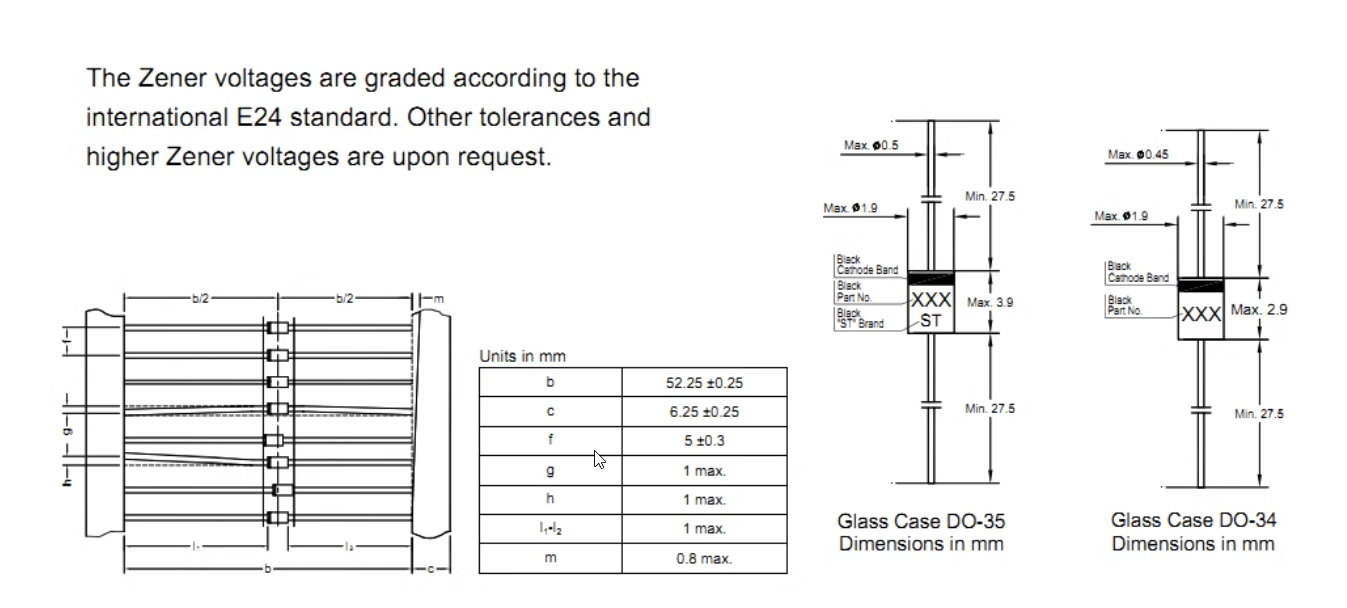 The Zener voltages are graded according to the
international E24 standard. Other tolerances and
higher Zener voltages are upon request.
b/2
b/2
m
f
g
h
l₁
l₂
b
c
Units in mm
b 52.25 ±0.25
c 6.25 ±0.25
f 5 ±0.3
g 1 max.
h 1 max.
l₁-l₂ 1 max.
m 0.8 max.
Max. ø0.5
Min. 27.5
Max. ø1.9
Black
Cathode Band
Black
Part No.
Black
"ST" Brand
XXX
ST
Max. 3.9
Min. 27.5
Glass Case DO-35
Dimensions in mm
Max. ø0.45
Min. 27.5
Max. ø1.9
Black
Cathode Band
Black
Part No.
XXX
Max. 2.9
Min. 27.5
Glass Case DO-34
Dimensions in mm